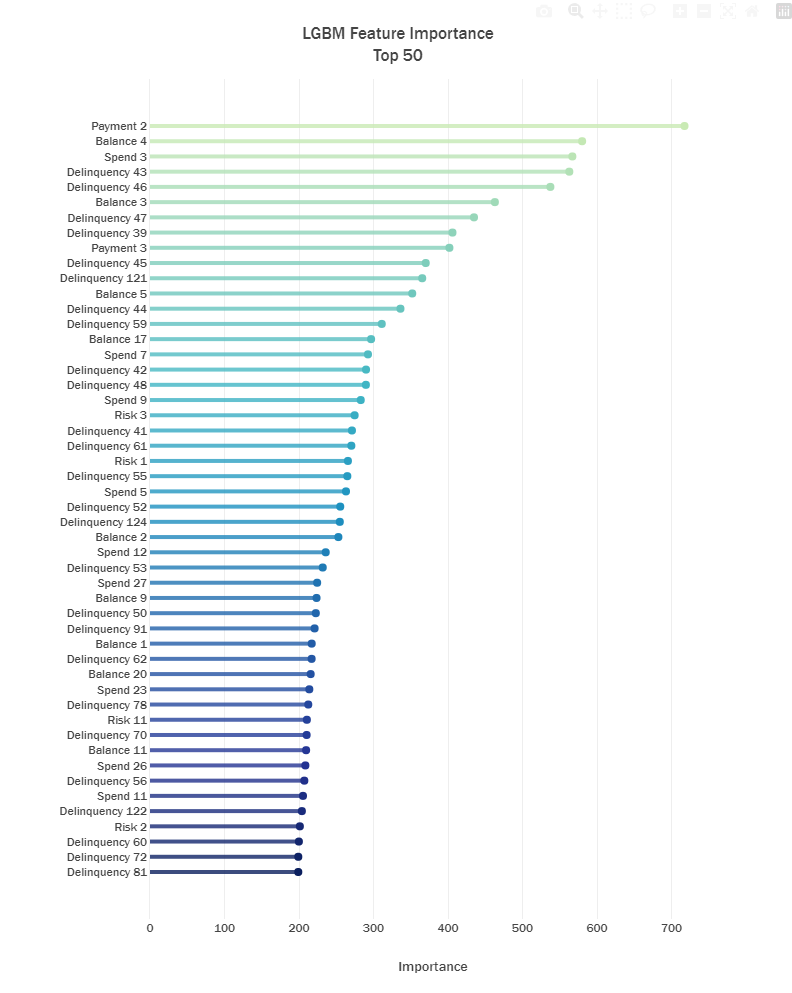 LGBM Feature Importance
Top 50
Payment 2
Balance 4
Spend 3
Delinquency 43
Delinquency 46
Balance 3
Delinquency 47
Delinquency 39
Payment 3
Delinquency 45
Delinquency 121
Balance 5
Delinquency 44
Delinquency 59
Balance 17
Spend 7
Delinquency 42
Delinquency 48
Spend 9
Risk 3
Delinquency 41
Delinquency 61
Risk 1
Delinquency 55
Spend 5
Delinquency 52
Delinquency 124
Balance 2
Spend 12
Delinquency 53
Spend 27
Balance 9
Delinquency 50
Delinquency 91
Balance 1
Delinquency 62
Balance 20
Spend 23
Delinquency 78
Risk 11
Delinquency 70
Balance 11
Spend 26
Delinquency 56
Spend 11
Delinquency 122
Risk 2
Delinquency 60
Delinquency 72
Delinquency 81
0 100 200 300 400 500 600 700
Importance